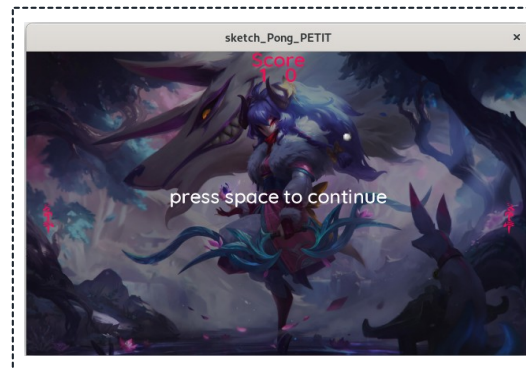 sketch_Pong_PETIT
×
Score
1 0
press space to continue